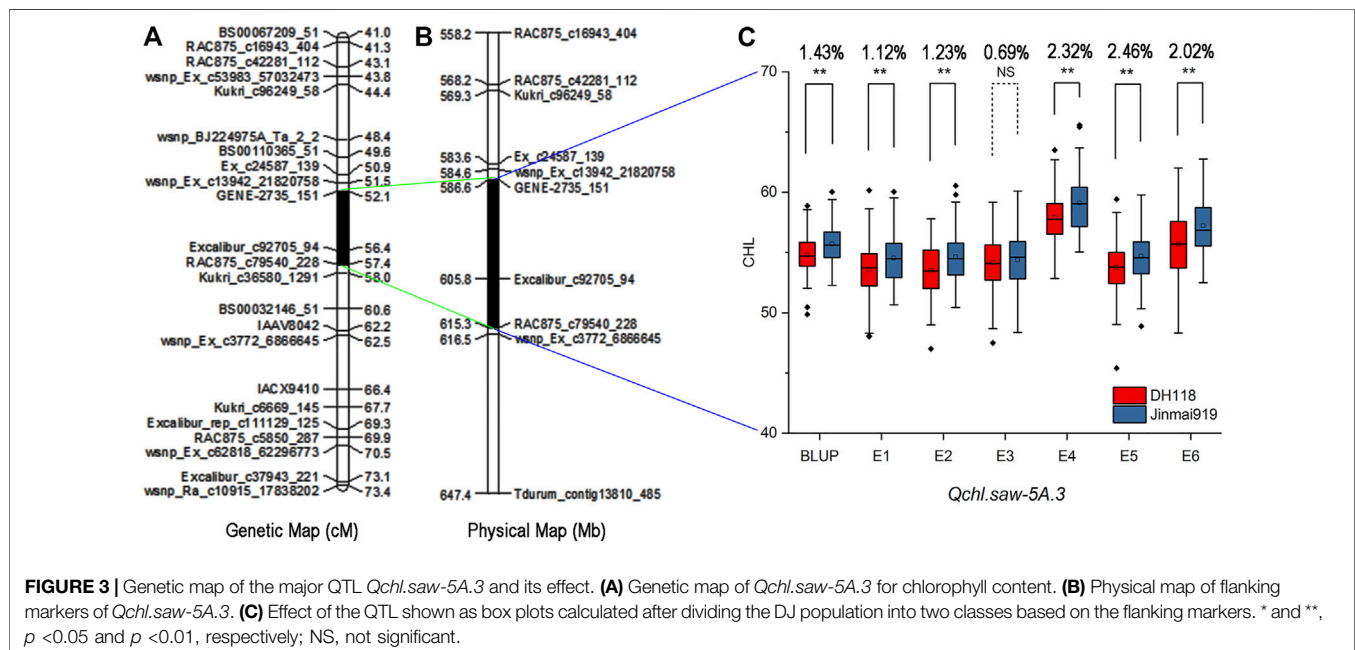 A
BS00067209_51 41.0
RAC875_c16943_404 41.3
RAC875_c42281_112 43.1
wsnp_Ex_c53983_57032473 43.8
Kukri_c96249_58 44.4
wsnp_BJ224975A_Ta_2_2 48.4
BS00110365_51 49.6
Ex_c24587_139 50.9
wsnp_Ex_c13942_21820758 51.5
GENE-2735_151 52.1
Excalibur_c92705_94 56.4
RAC875_c79540_228 57.4
Kukri_c36580_1291 58.0
BS00032146_51 60.6
IAAV8042 62.2
wsnp_Ex_c3772_6866645 62.5
IACX9410 66.4
Kukri_c6669_145 67.7
Excalibur_rep_c111129_125 69.3
RAC875_c5850_287 69.9
wsnp_Ex_c62818_62296773 70.5
Excalibur_c37943_221 73.1
wsnp_Ra_c10915_17838202 73.4
Genetic Map (cM)
B
558.2 RAC875_c16943_404
568.2 RAC875_c42281_112
569.3 Kukri_c96249_58
583.6 Ex_c24587_139
584.6 wsnp_Ex_c13942_21820758
586.6 GENE-2735_151
605.8 Excalibur_c92705_94
615.3 RAC875_c79540_228
616.5 wsnp_Ex_c3772_6866645
647.4 Tdurum_contig13810_485
Physical Map (Mb)
C
1.43% 1.12% 1.23% 0.69% 2.32% 2.46% 2.02%
** ** ** NS ** ** **
70
60
50
40
CHL
DH118
Jinmai919
BLUP E1 E2 E3 E4 E5 E6
Qchl.saw-5A.3
FIGURE 3 | Genetic map of the major QTL Qchl.saw-5A.3 and its effect. (A) Genetic map of Qchl.saw-5A.3 for chlorophyll content. (B) Physical map of flanking
markers of Qchl.saw-5A.3. (C) Effect of the QTL shown as box plots calculated after dividing the DJ population into two classes based on the flanking markers. * and **,
p <0.05 and p <0.01, respectively; NS, not significant.